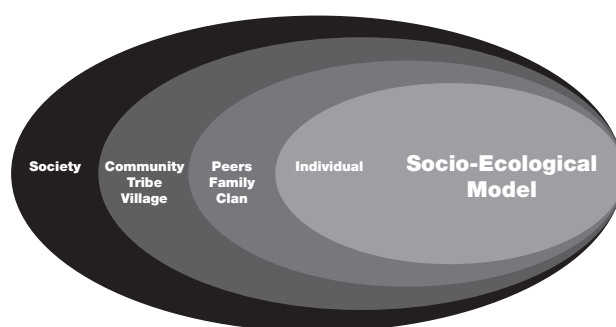 Society
Community
Tribe
Village
Peers
Family
Clan
Individual
Socio-Ecological
Model